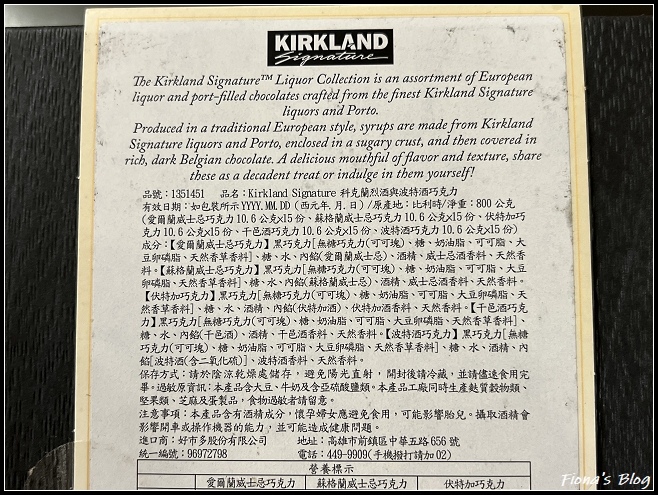 KIRKLAND
Signature
The Kirkland Signature™ Liquor Collection is an assortment of European
liquor and port-filled chocolates crafted from the finest Kirkland Signature
liquors and Porto.
Produced in a traditional European style, syrups are made from Kirkland
Signature liquors and Porto, enclosed in a sugary crust, and then covered in
rich, dark Belgian chocolate. A delicious mouthful of flavor and texture, share
these as a decadent treat or indulge in them yourself!
品號：1351451 品名：Kirkland Signature 科克蘭烈酒與波特酒巧克力
有效日期：如包裝所示YYYY.MM.DD (西元年.月.日)/原產地：比利時/淨重：800 公克
(愛爾蘭威士忌巧克力 10.6 公克x15 份、蘇格蘭威士忌巧克力 10.6 公克x15 份、伏特加巧
克力 10.6 公克x15 份、干邑酒巧克力 10.6 公克x15 份、波特酒巧克力 10.6 公克x15 份)
成分：【愛爾蘭威士忌巧克力】黑巧克力[無糖巧克力(可可塊)、糖、奶油脂、可可脂、大
豆卵磷脂、天然香草香料]、糖、水、內餡(愛爾蘭威士忌)、酒精、威士忌酒香料、天然香
料。【蘇格蘭威士忌巧克力】黑巧克力[無糖巧克力(可可塊)、糖、奶油脂、可可脂、大豆
卵磷脂、天然香草香料]、糖、水、內餡(蘇格蘭威士忌)、酒精、威士忌酒香料、天然香料。
【伏特加巧克力】黑巧克力[無糖巧克力(可可塊)、糖、奶油脂、可可脂、大豆卵磷脂、天
然香草香料]、糖、水、酒精、內餡(伏特加酒)、伏特加酒香料、天然香料。【干邑酒巧克
力】黑巧克力[無糖巧克力(可可塊)、糖、奶油脂、可可脂、大豆卵磷脂、天然香草香料]、
糖、水、內餡(干邑酒)、酒精、干邑酒香料、天然香料。【波特酒巧克力】黑巧克力[無
糖巧克力(可可塊)、糖、奶油脂、可可脂、大豆卵磷脂、天然香草香料]、糖、水、酒精、內
餡[波特酒(含二氧化硫)]、波特酒香料、天然香料。
保存方式：請於陰涼乾燥處儲存，避免陽光直射，開封後請冷藏，並請儘速食用完
畢。過敏原資訊：本產品含大豆、牛奶及含亞硫酸鹽類。本產品工廠同時生產麩質穀物類、
堅果類、芝麻及蛋製品，食物過敏者請留意。
注意事項：本產品含有酒精成分，懷孕婦女應避免食用，可能影響胎兒。攝取酒精會
影響開車或操作機器的能力，並可能造成健康問題。
進口商：好市多股份有限公司 地址：高雄市前鎮區中華五路 656 號
統一編號：96972798 電話：449-9909(手機撥打請加 02)
營養標示
愛爾蘭威士忌巧克力 蘇格蘭威士忌巧克力 伏特加巧克力
Fiona's Blog